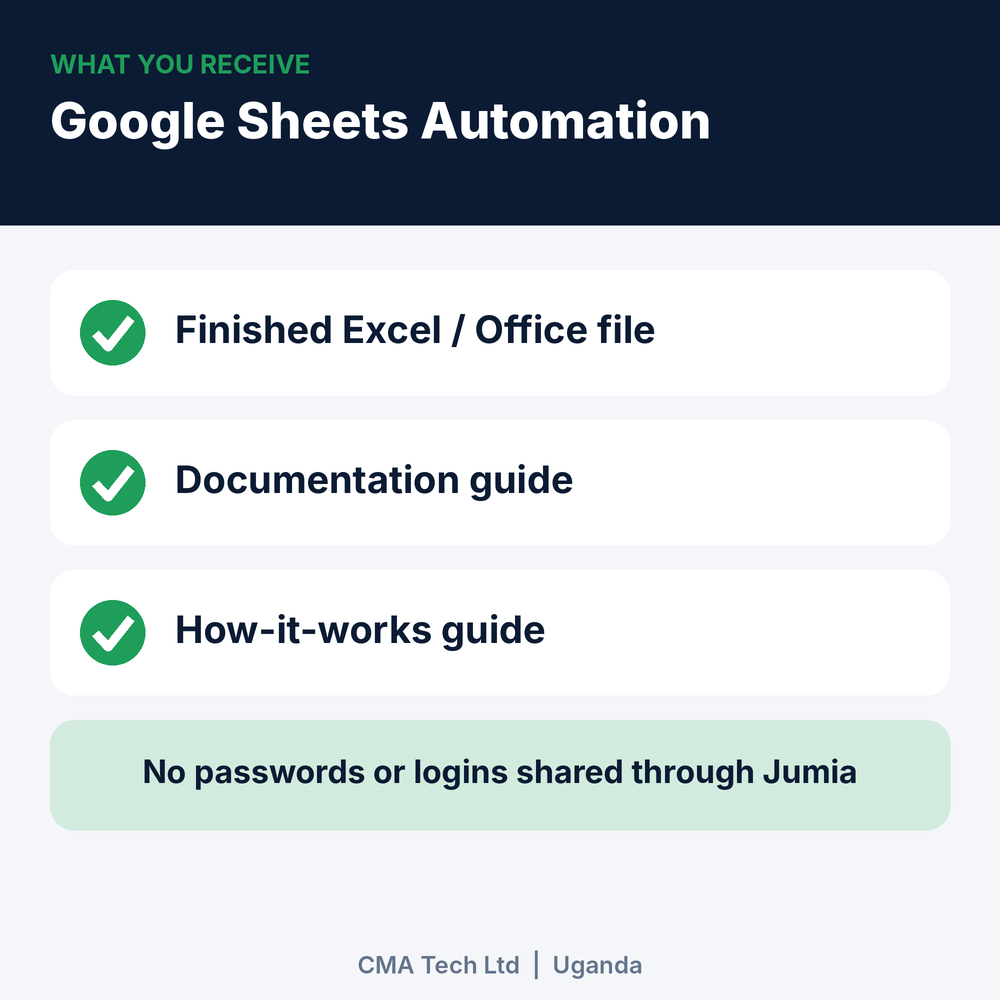 WHAT YOU RECEIVE
Google Sheets Automation
Finished Excel / Office file
Documentation guide
How-it-works guide
No passwords or logins shared through Jumia
CMA Tech Ltd | Uganda